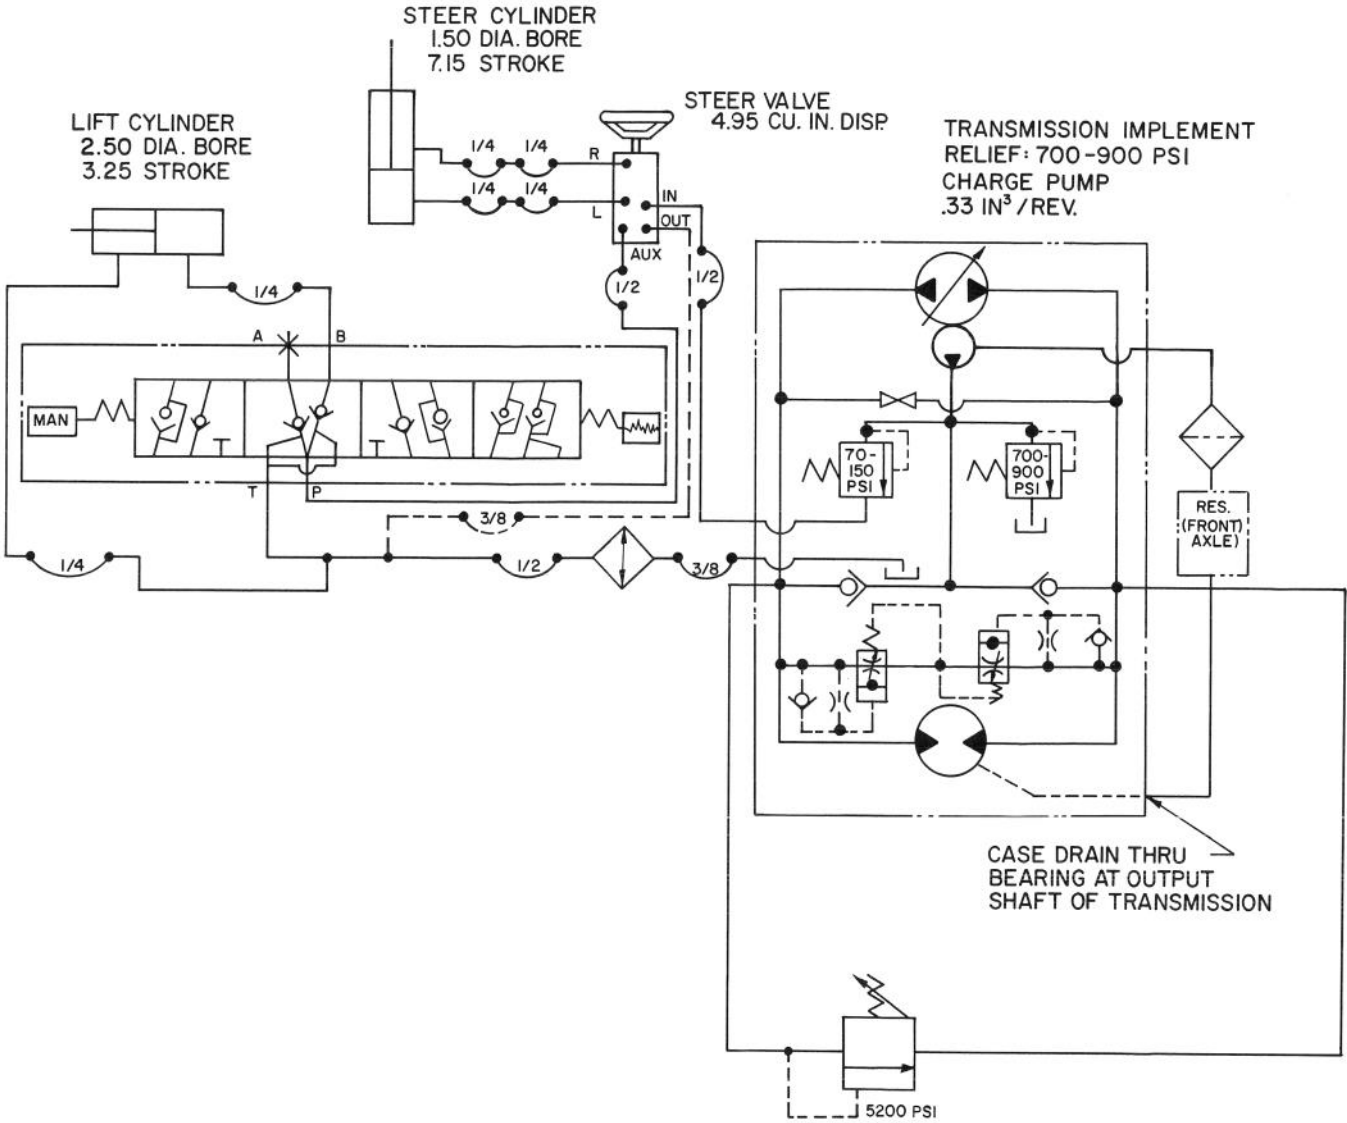 STEER CYLINDER
1.50 DIA. BORE
7.15 STROKE
LIFT CYLINDER
2.50 DIA. BORE
3.25 STROKE
STEER VALVE
4.95 CU. IN. DISP.
TRANSMISSION IMPLEMENT
RELIEF: 700-900 PSI
CHARGE PUMP
.33 IN³/REV.
1/4
1/4
R
1/4
1/4
L
IN
OUT
AUX
1/2
1/2
1/4
A
B
MAN
T
T
T
P
3/8
1/4
1/2
3/8
70-
150
PSI
700-
900
PSI
RES.
(FRONT)
AXLE)
CASE DRAIN THRU
BEARING AT OUTPUT
SHAFT OF TRANSMISSION
5200 PSI